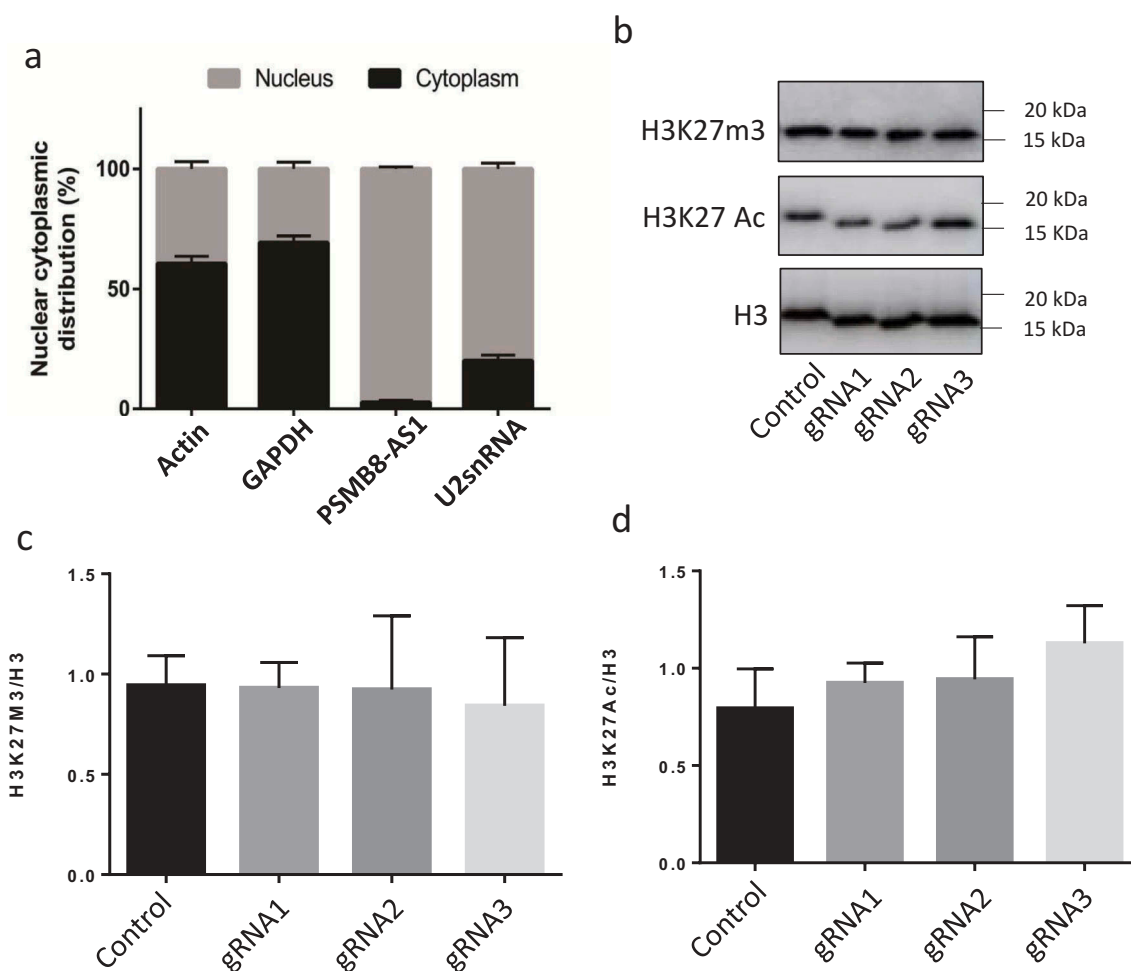 a
Nucleus Cytoplasm
Nuclear cytoplasmic
distribution (%)
100
50
0
Actin
GAPDH
PSMB8-AS1
U2snRNA
b
H3K27m3
20 kDa
15 kDa
H3K27 Ac
20 kDa
15 KDa
H3
20 kDa
15 kDa
Control
gRNA1
gRNA2
gRNA3
c
H3K27M3/H3
1.5
1.0
0.5
0.0
Control
gRNA1
gRNA2
gRNA3
d
H3K27Ac/H3
1.5
1.0
0.5
0.0
Control
gRNA1
gRNA2
gRNA3